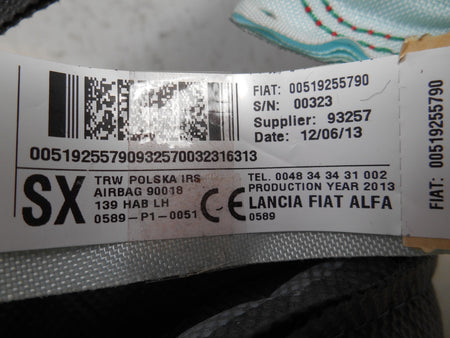 FIAT: 00519255790
S/N: 00323
Supplier: 93257
Date: 12/06/13
00519255790932570032316313
SX
TRW POLSKA IRS
AIRBAG 90018
139 HAB LH
0589-P1-0051
CE
TEL. 0048 34 34 31 002
PRODUCTION YEAR 2013
LANCIA FIAT ALFA
0589
FIAT: 00519255790